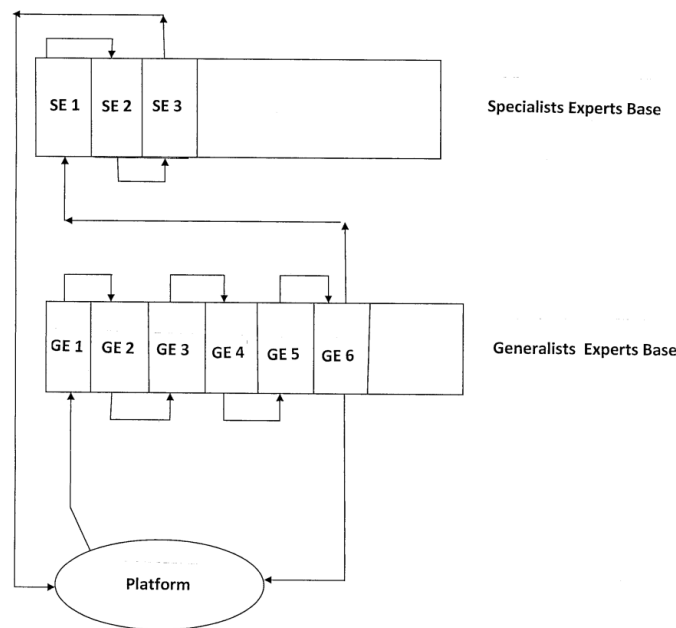 SE 1 SE 2 SE 3
Specialists Experts Base
GE 1 GE 2 GE 3 GE 4 GE 5 GE 6
Generalists Experts Base
Platform